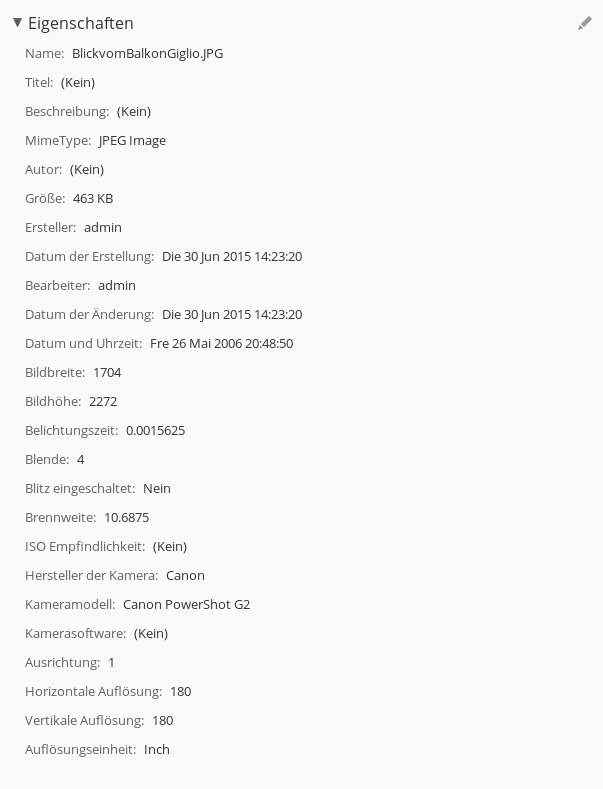 Eigenschaften
Name: BlickvomBalkonGiglio.JPG
Titel: (Kein)
Beschreibung: (Kein)
MimeType: JPEG Image
Autor: (Kein)
Größe: 463 KB
Ersteller: admin
Datum der Erstellung: Die 30 Jun 2015 14:23:20
Bearbeiter: admin
Datum der Änderung: Die 30 Jun 2015 14:23:20
Datum und Uhrzeit: Fre 26 Mai 2006 20:48:50
Bildbreite: 1704
Bildhöhe: 2272
Belichtungszeit: 0.0015625
Blende: 4
Blitz eingeschaltet: Nein
Brennweite: 10.6875
ISO Empfindlichkeit: (Kein)
Hersteller der Kamera: Canon
Kameramodell: Canon PowerShot G2
Kamerasoftware: (Kein)
Ausrichtung: 1
Horizontale Auflösung: 180
Vertikale Auflösung: 180
Auflösungseinheit: Inch